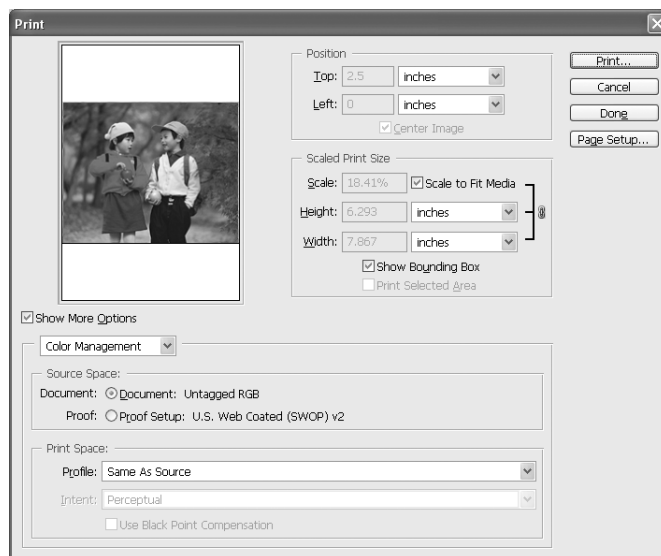 Print
Position
Top: 2.5 inches
Left: 0 inches
Center Image
Scaled Print Size
Scale: 18.41% Scale to Fit Media
Height: 6.293 inches
Width: 7.867 inches
Show Bounding Box
Print Selected Area
Print...
Cancel
Done
Page Setup...
Show More Options
Color Management
Source Space:
Document: Document: Untagged RGB
Proof: Proof Setup: U.S. Web Coated (SWOP) v2
Print Space:
Profile: Same As Source
Intent: Perceptual
Use Black Point Compensation